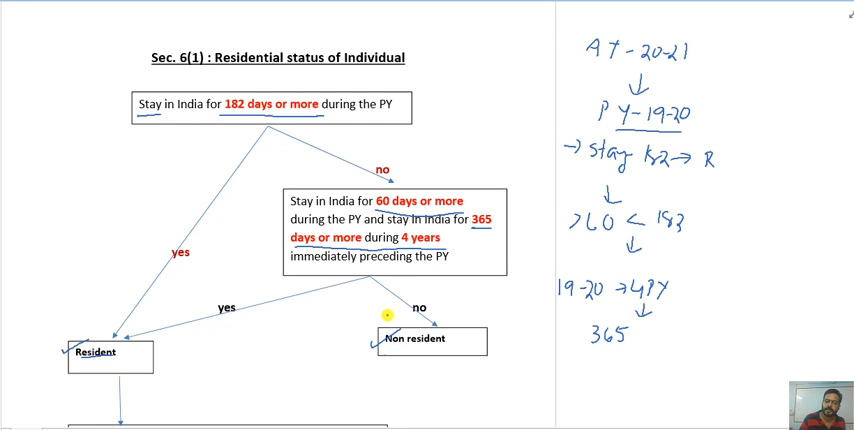 Sec. 6(1) : Residential status of Individual
Stay in India for 182 days or more during the PY
no
Stay in India for 60 days or more
during the PY and stay in India for 365
days or more during 4 years
immediately preceding the PY
yes
yes
no
Resident
Non resident
AY-20-21
PY-19-20
→ stay 182 → R
>60 < 182
19-20 → 4PY
365